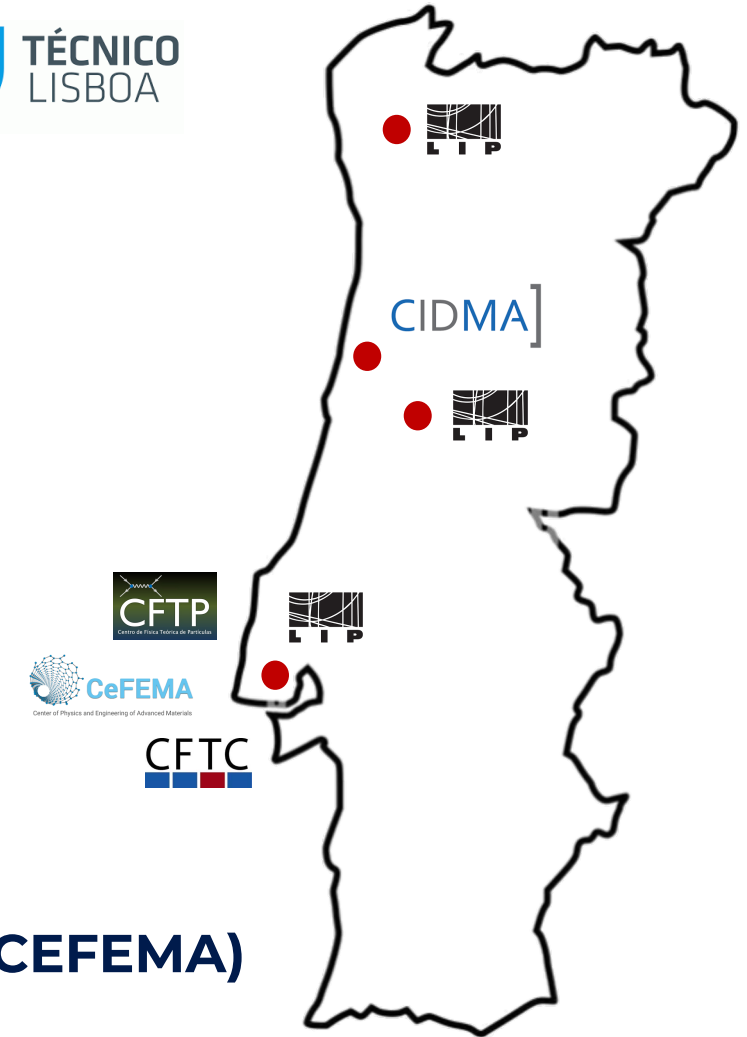 TÉCNICO
LISBOA
LIP
CIDMA]
LIP
CFTP
Centro de Física Teórica de Partículas
LIP
CeFEMA
Center of Physics and Engineering of Advanced Materials
CFTC
CEFEMA)